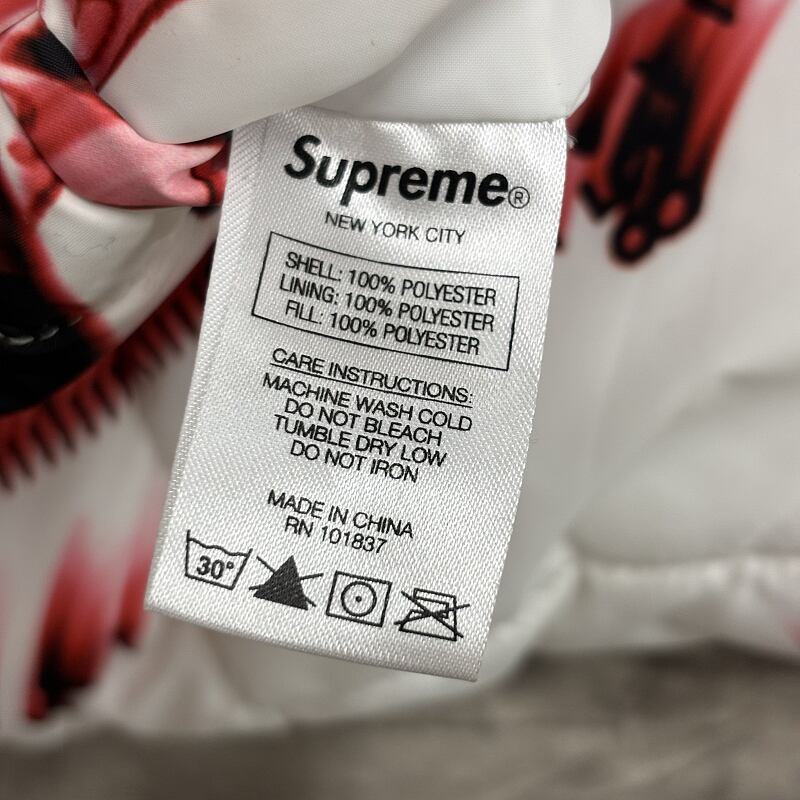 Supreme®
NEW YORK CITY
SHELL: 100% POLYESTER
LINING: 100% POLYESTER
FILL: 100% POLYESTER
CARE INSTRUCTIONS:
MACHINE WASH COLD
DO NOT BLEACH
TUMBLE DRY LOW
DO NOT IRON
MADE IN CHINA
RN 101837
30°